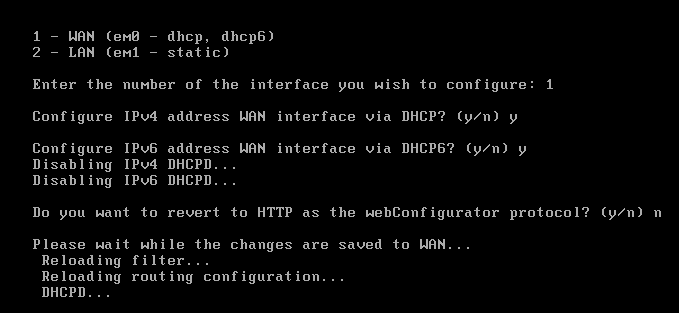 1 - WAN (em0 - dhcp, dhcp6)
2 - LAN (em1 - static)
Enter the number of the interface you wish to configure: 1
Configure IPv4 address WAN interface via DHCP? (y/n) y
Configure IPv6 address WAN interface via DHCP6? (y/n) y
Disabling IPv4 DHCPD...
Disabling IPv6 DHCPD...
Do you want to revert to HTTP as the webConfigurator protocol? (y/n) n
Please wait while the changes are saved to WAN...
Reloading filter...
Reloading routing configuration...
DHCPD...